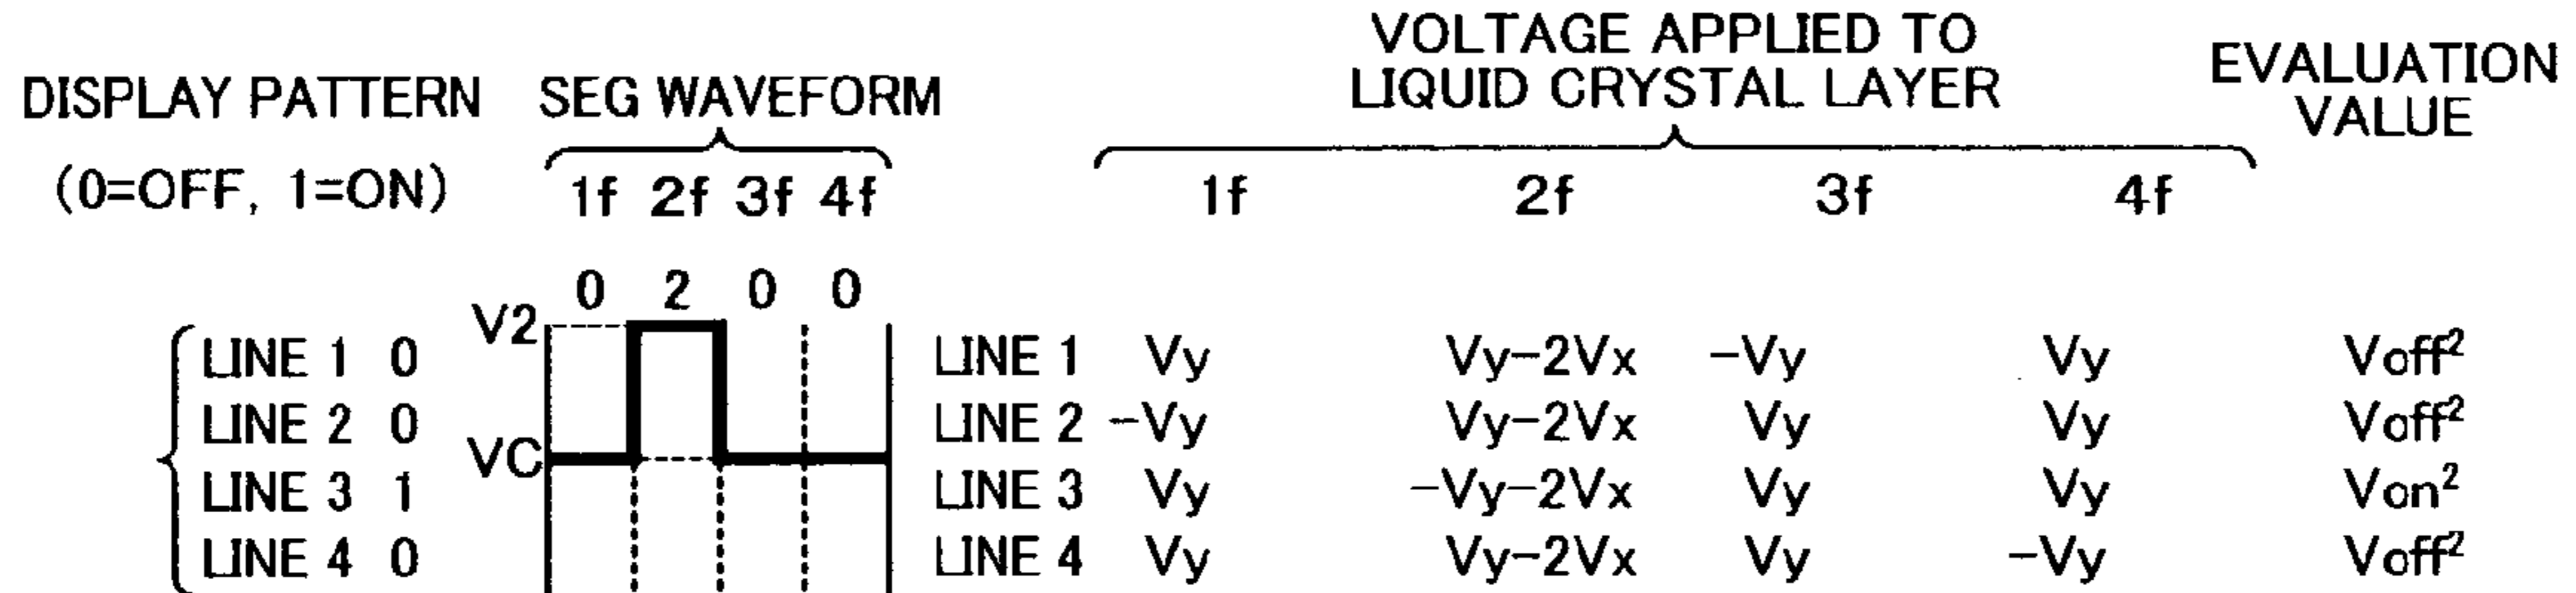 DISPLAY PATTERN
(0=OFF, 1=ON)
SEG WAVEFORM
1f 2f 3f 4f
VOLTAGE APPLIED TO
LIQUID CRYSTAL LAYER
1f 2f 3f 4f
EVALUATION
VALUE
0 2 0 0
V2
VC
LINE 1 0
LINE 2 0
LINE 3 1
LINE 4 0
LINE 1 Vy Vy-2Vx -Vy Vy Voff²
LINE 2 -Vy Vy-2Vx Vy Vy Voff²
LINE 3 Vy -Vy-2Vx Vy Vy Von²
LINE 4 Vy Vy-2Vx Vy -Vy Voff²